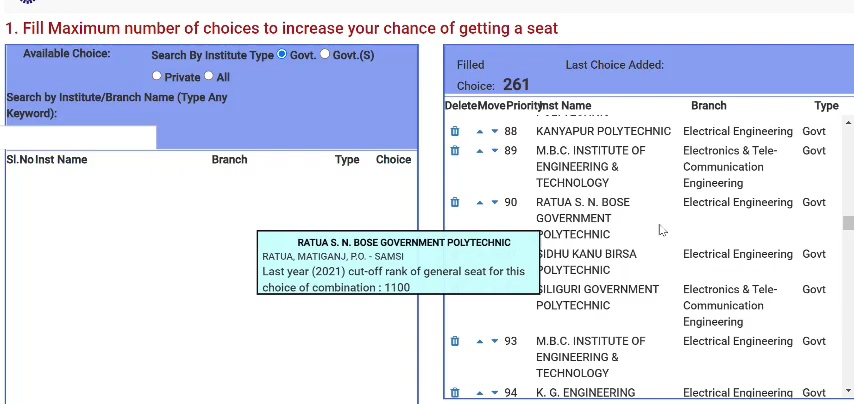 1. Fill Maximum number of choices to increase your chance of getting a seat
Available Choice:
Search By Institute Type Govt. Govt.(S)
Private All
Search by Institute/Branch Name (Type Any
Keyword):
Sl.No Inst Name Branch Type Choice
Filled Last Choice Added:
Choice: 261
Delete Move Priority Inst Name Branch Type
88 KANYAPUR POLYTECHNIC Electrical Engineering Govt
89 M.B.C. INSTITUTE OF Electronics & Tele- Govt
ENGINEERING & Communication
TECHNOLOGY Engineering
90 RATUA S. N. BOSE Electrical Engineering Govt
GOVERNMENT
POLYTECHNIC
RATUA S. N. BOSE GOVERNMENT POLYTECHNIC
RATUA, MATIGANJ, P.O. - SAMSI
Last year (2021) cut-off rank of general seat for this
choice of combination : 1100
SIDHU KANU BIRSA Electrical Engineering Govt
POLYTECHNIC
SILIGURI GOVERNMENT Electronics & Tele- Govt
POLYTECHNIC Communication
Engineering
93 M.B.C. INSTITUTE OF Electrical Engineering Govt
ENGINEERING &
TECHNOLOGY
94 K. G. ENGINEERING Electrical Engineering Govt